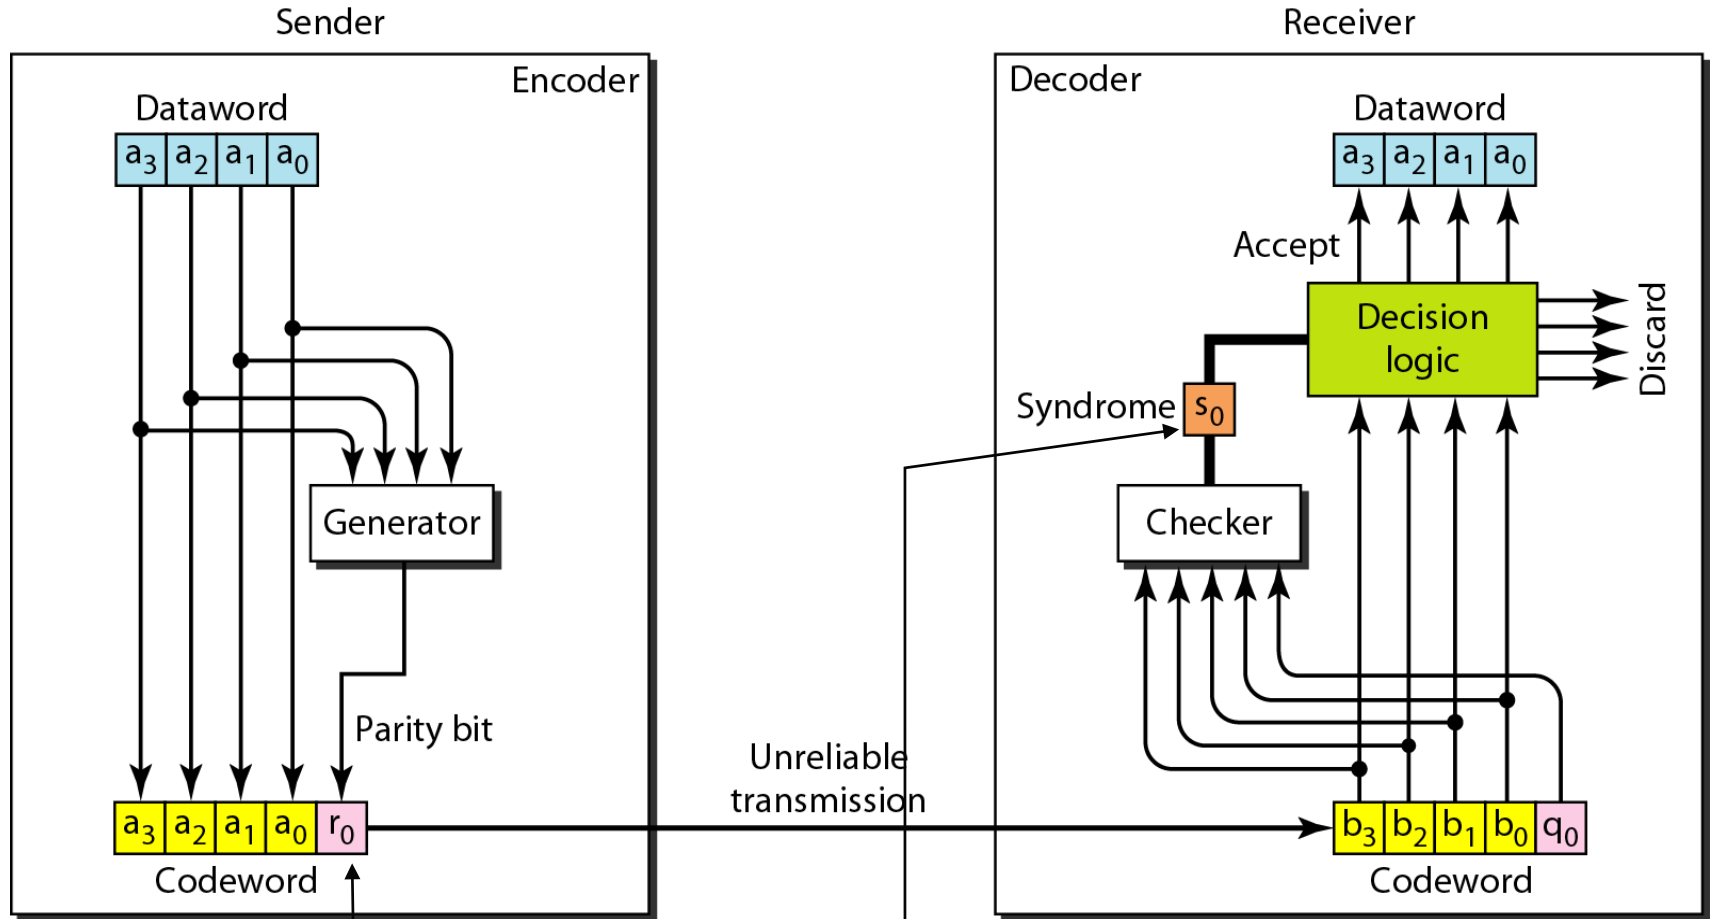 Sender
Encoder
Dataword
a3 a2 a1 a0
Generator
Parity bit
a3 a2 a1 a0 r0
Codeword
Unreliable
transmission
Receiver
Decoder
Dataword
a3 a2 a1 a0
Accept
Decision
logic
Discard
Syndrome s0
Checker
b3 b2 b1 b0 q0
Codeword